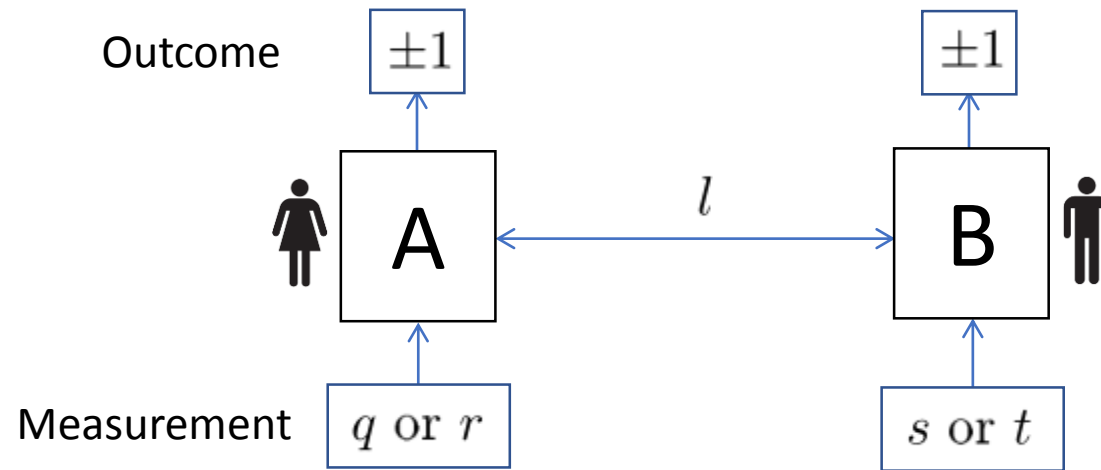 Outcome
±1
±1
A
l
B
Measurement
q or r
s or t